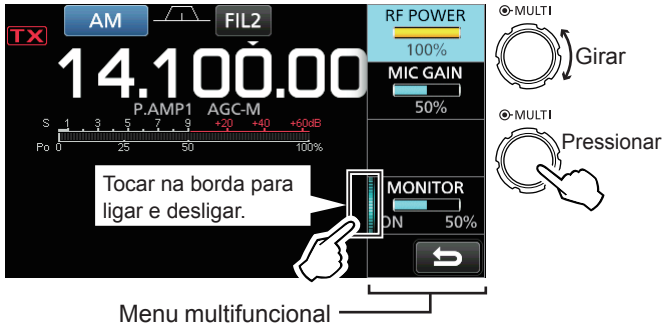 AM FIL2 RF POWER
TX
100%
14.100.00
MIC GAIN
50%
P.AMP1 AGC-M
S 1 3 5 7 9 +20 +40 +60dB
Po 0 25 50 100%
Tocar na borda para
ligar e desligar.
MONITOR
ON 50%
Menu multifuncional
MULTI
Girar
MULTI
Pressionar